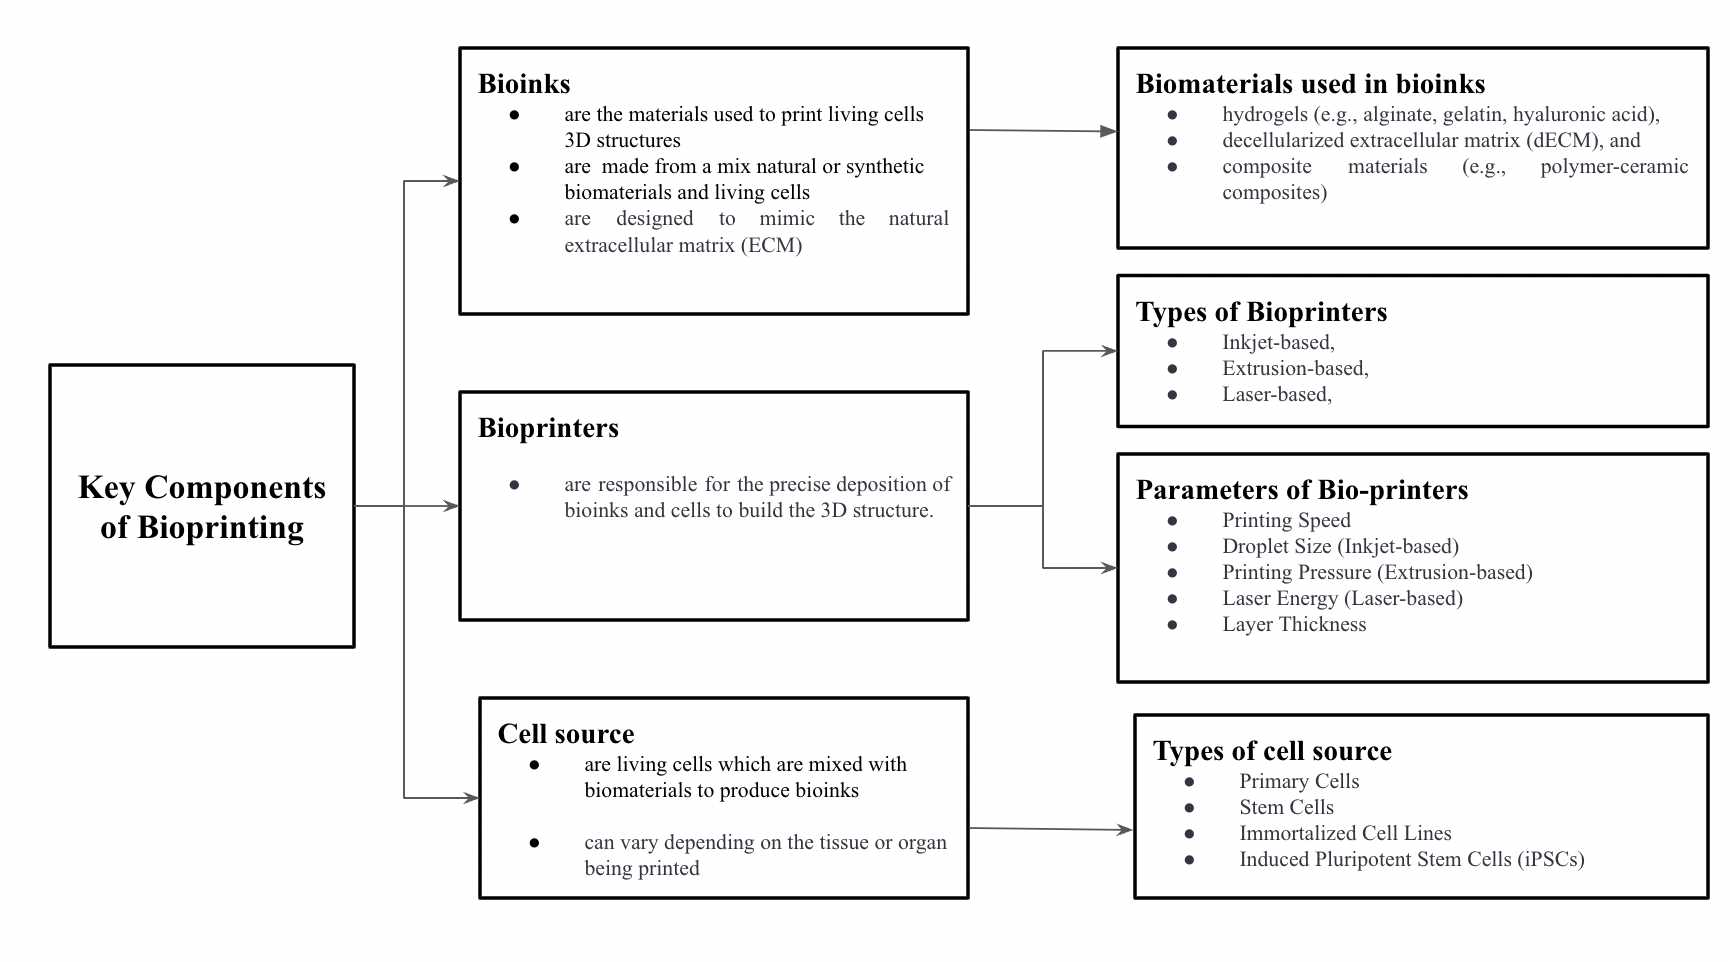 Key Components
of Bioprinting
Bioinks
● are the materials used to print living cells
3D structures
● are made from a mix natural or synthetic
biomaterials and living cells
● are designed to mimic the natural
extracellular matrix (ECM)
Biomaterials used in bioinks
● hydrogels (e.g., alginate, gelatin, hyaluronic acid),
● decellularized extracellular matrix (dECM), and
● composite materials (e.g., polymer-ceramic
composites)
Bioprinters
● are responsible for the precise deposition of
bioinks and cells to build the 3D structure.
Types of Bioprinters
● Inkjet-based,
● Extrusion-based,
● Laser-based,
Parameters of Bio-printers
● Printing Speed
● Droplet Size (Inkjet-based)
● Printing Pressure (Extrusion-based)
● Laser Energy (Laser-based)
● Layer Thickness
Cell source
● are living cells which are mixed with
biomaterials to produce bioinks
● can vary depending on the tissue or organ
being printed
Types of cell source
● Primary Cells
● Stem Cells
● Immortalized Cell Lines
● Induced Pluripotent Stem Cells (iPSCs)